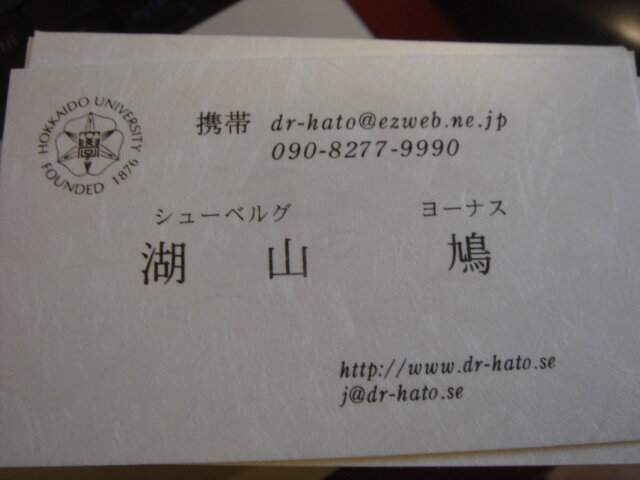 HOKKAIDO UNIVERSITY
FOUNDED 1876
携帯 dr-hato@ezweb.ne.jp
090-8277-9990
シューベルグ ヨーナス
湖山 鳩
http://www.dr-hato.se
j@dr-hato.se